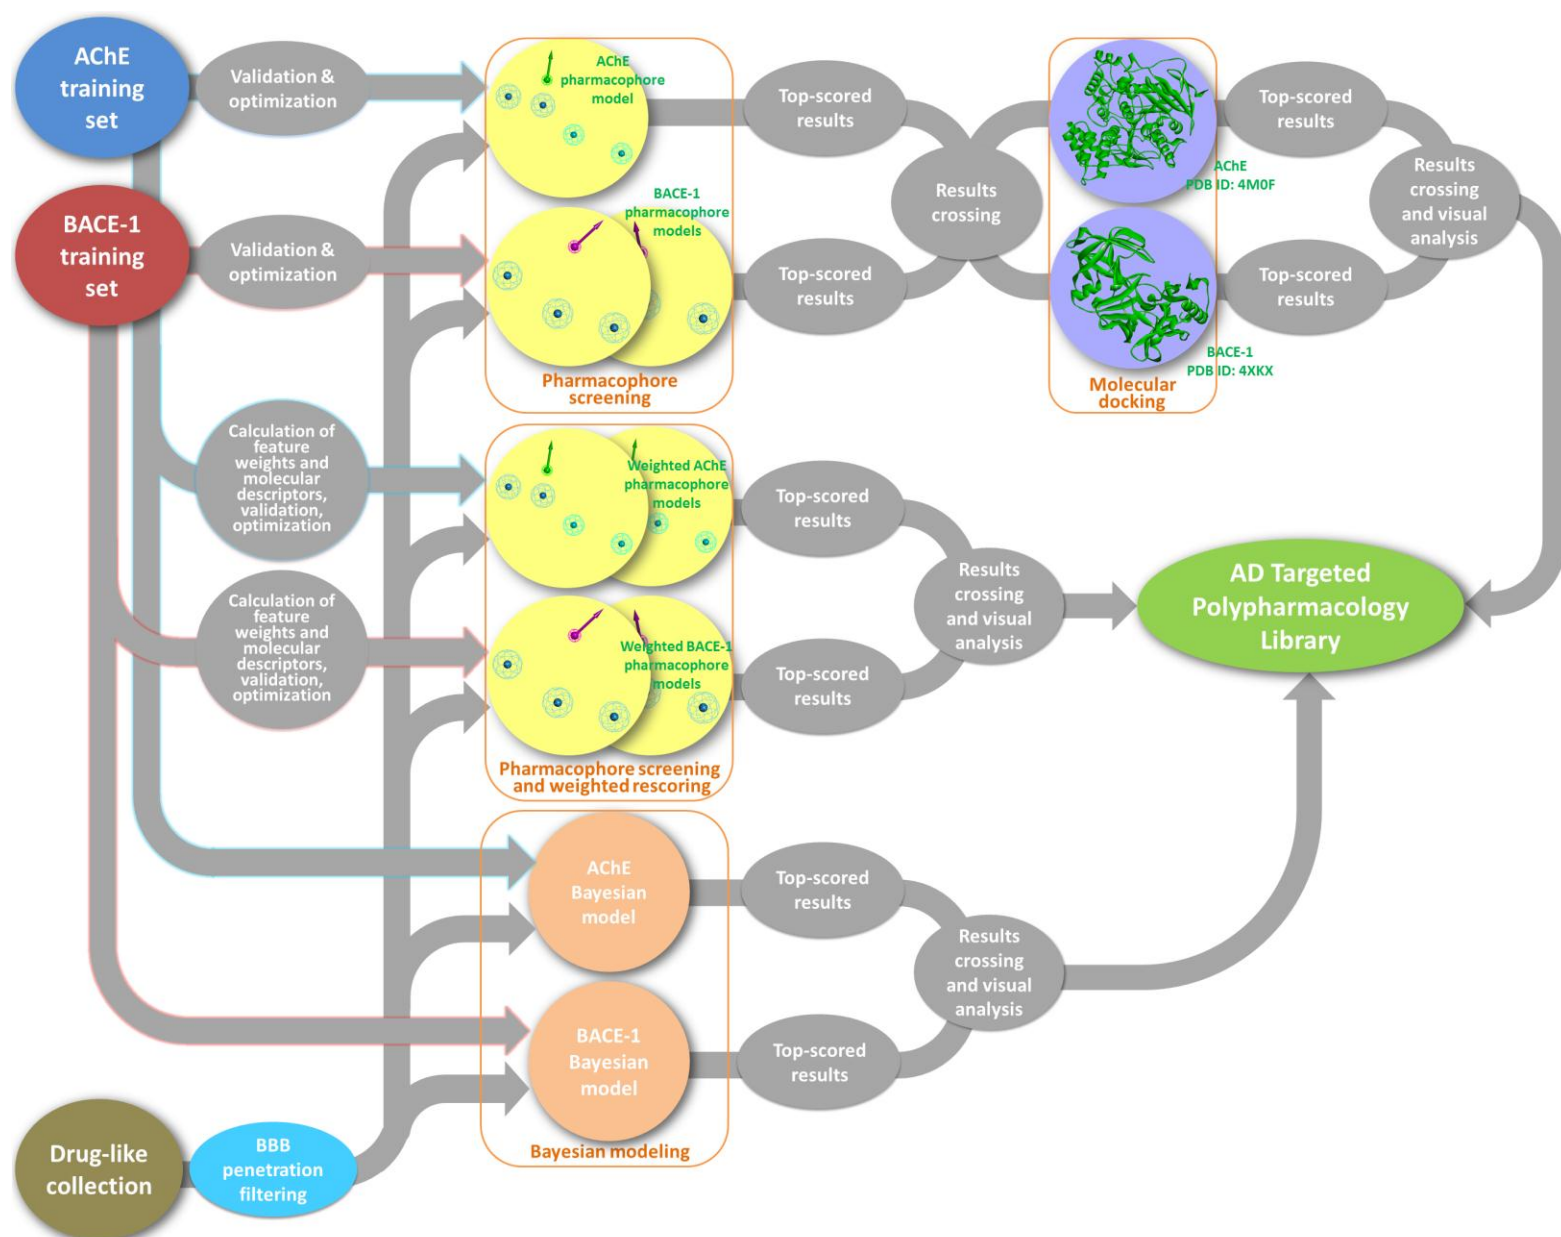 AChE
training
set
Validation &
optimization
AChE
pharmacophore
model
Top-scored
results
Top-scored
results
AChE
PDB ID: 4M0F
BACE-1
training
set
Validation &
optimization
BACE-1
pharmacophore
models
Top-scored
results
Results
crossing
BACE-1
PDB ID: 4XKX
Top-scored
results
Results
crossing
and visual
analysis
Pharmacophore
screening
Molecular
docking
Calculation of
feature
weights and
molecular
descriptors,
validation,
optimization
Weighted AChE
pharmacophore
models
Top-scored
results
Calculation of
feature
weights and
molecular
descriptors,
validation,
optimization
Weighted BACE-1
pharmacophore
models
Top-scored
results
Results
crossing
and visual
analysis
AD Targeted
Polypharmacology
Library
Pharmacophore screening
and weighted rescoring
AChE
Bayesian
model
Top-scored
results
BACE-1
Bayesian
model
Top-scored
results
Results
crossing
and visual
analysis
Bayesian modeling
Drug-like
collection
BBB
penetration
filtering